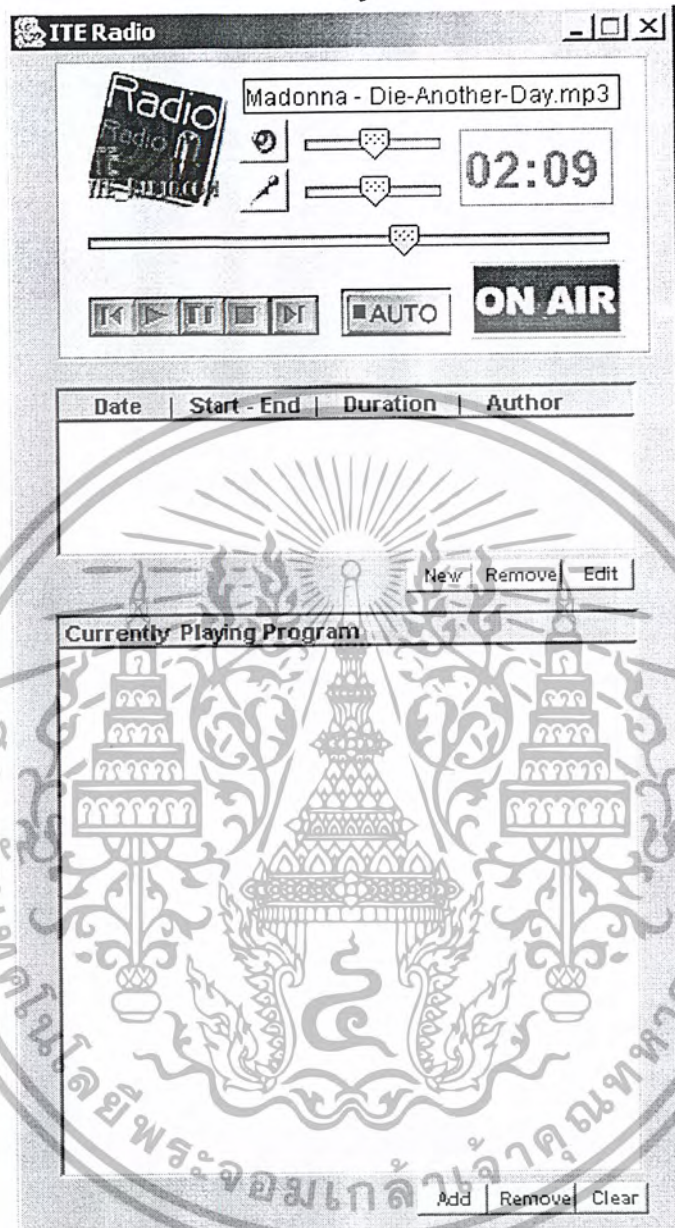 ITE Radio
Radio
Madonna - Die-Another-Day.mp3
02:09
AUTO
ON AIR
Date | Start - End | Duration | Author
New Remove Edit
Currently Playing Program
Add Remove Clear